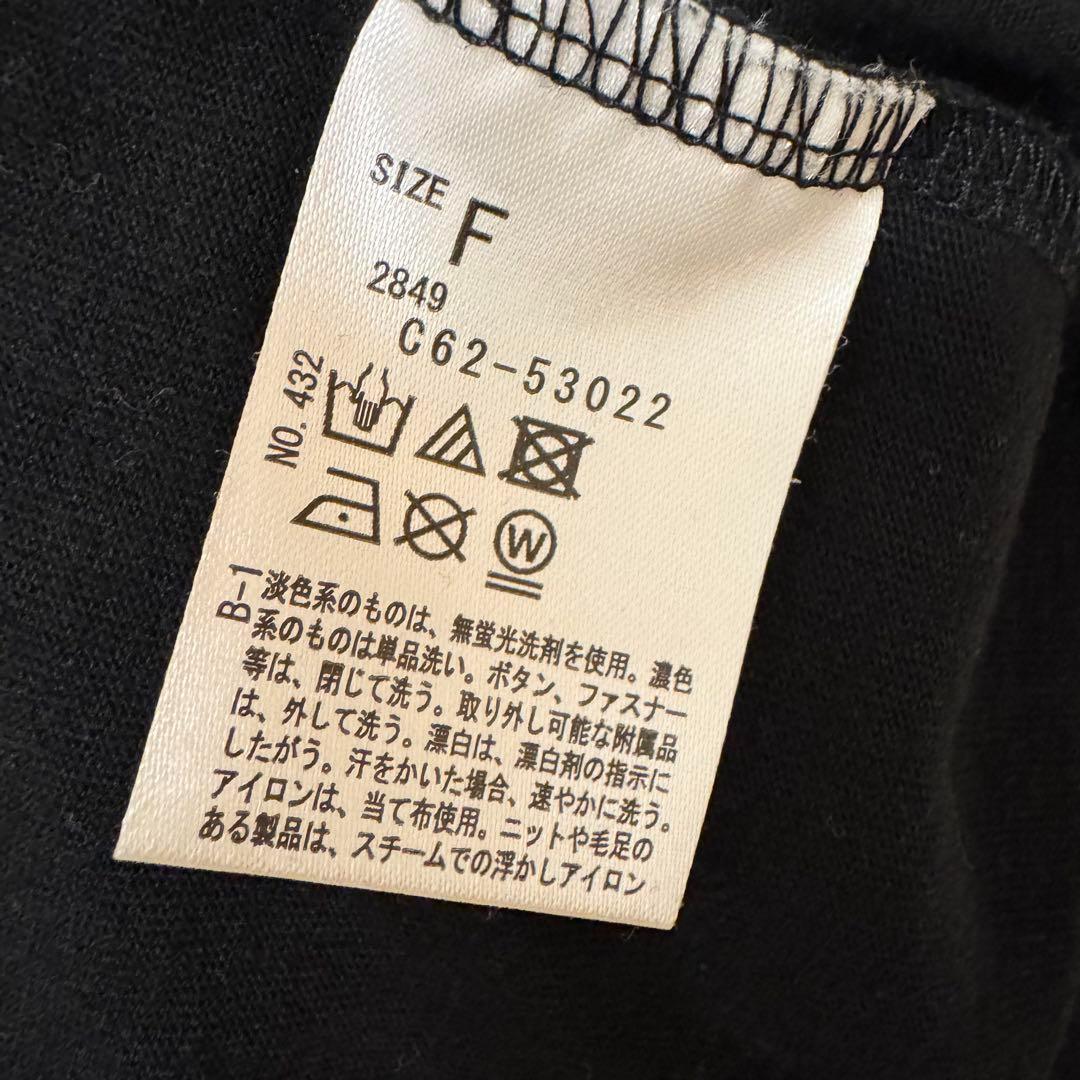 SIZE F
2849
C62-53022
NO. 432
W
B-1
淡色系のものは、無蛍光洗剤を使用。濃色
系のものは単品洗い。ボタン、ファスナー
等は、閉じて洗う。取り外し可能な附属品
は、外して洗う。漂白は、漂白剤の指示に
したがう。汗をかいた場合、速やかに洗う。
アイロンは、当て布使用。ニットや毛足の
ある製品は、スチームでの浮かしアイロン